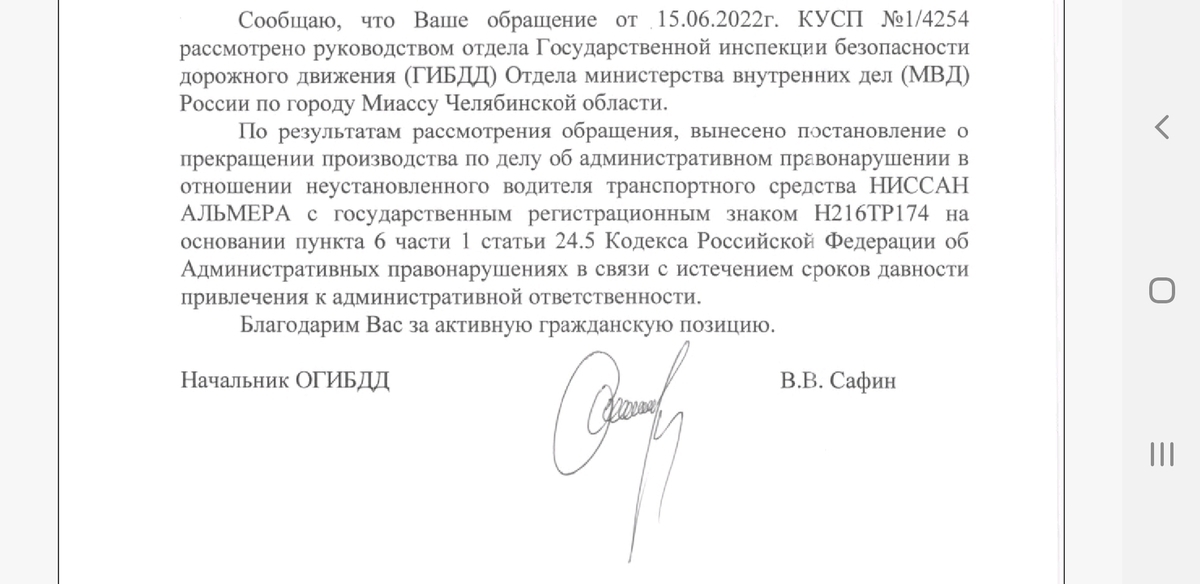 Сообщаю, что Ваше обращение от 15.06.2022г. КУСП №1/4254
рассмотрено руководством отдела Государственной инспекции безопасности
дорожного движения (ГИБДД) Отдела министерства внутренних дел (МВД)
России по городу Миассу Челябинской области.
По результатам рассмотрения обращения, вынесено постановление о
прекращении производства по делу об административном правонарушении в
отношении неустановленного водителя транспортного средства НИССАН
АЛЬМЕРА с государственным регистрационным знаком Н216ТР174 на
основании пункта 6 части 1 статьи 24.5 Кодекса Российской Федерации об
Административных правонарушениях в связи с истечением сроков давности
привлечения к административной ответственности.
Благодарим Вас за активную гражданскую позицию.
Начальник ОГИБДД В.В. Сафин